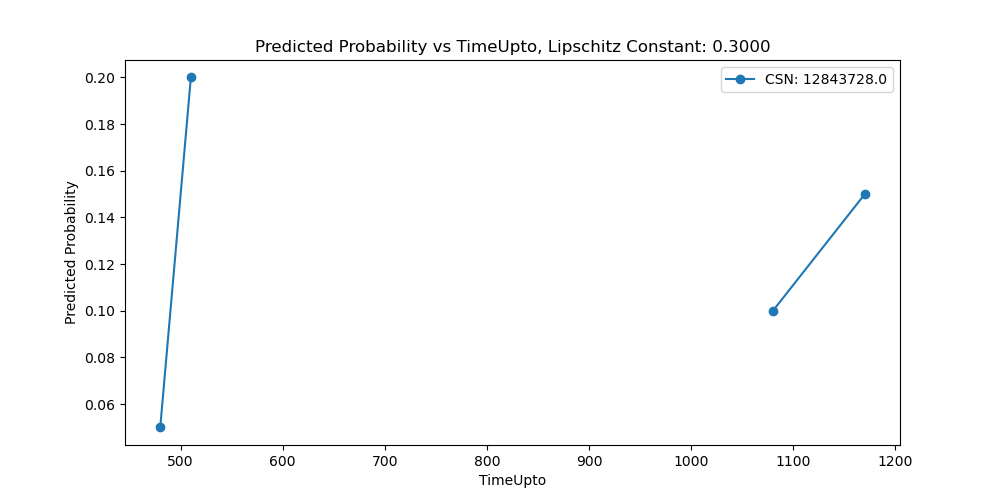 Predicted Probability vs TimeUpto, Lipschitz Constant: 0.3000
CSN: 12843728.0
Predicted Probability
0.20
0.18
0.16
0.14
0.12
0.10
0.08
0.06
500 600 700 800 900 1000 1100 1200
TimeUpto